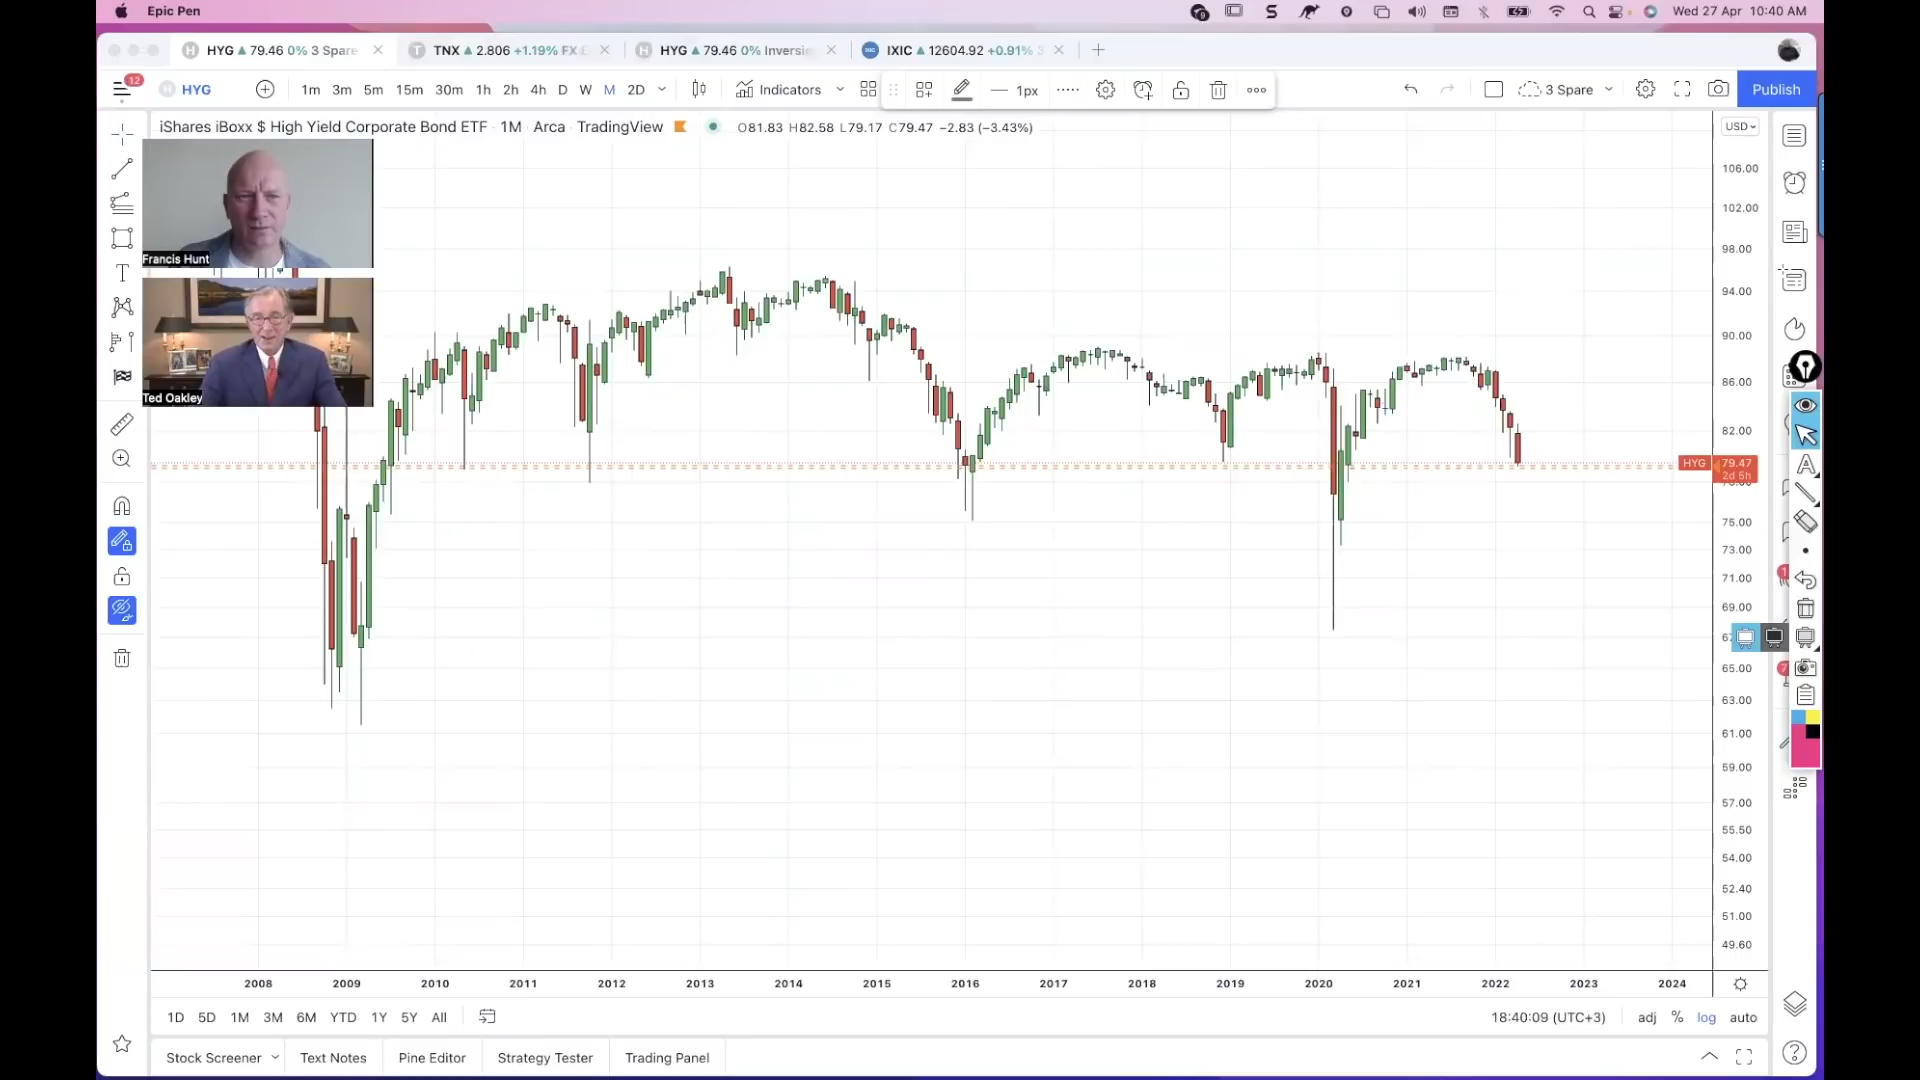 Epic Pen
Wed 27 Apr 10:40 AM
HYG ▲ 79.46 0% 3 Spare
TNX ▲ 2.806 +1.19% FX
HYG ▲ 79.46 0% Inversi
IXIC ▲ 12604.92 +0.91% 3
12
HYG
1m 3m 5m 15m 30m 1h 2h 4h D W M 2D
Indicators
1px
3 Spare
Publish
iShares iBoxx $ High Yield Corporate Bond ETF · 1M · Arca · TradingView
O81.83 H82.58 L79.17 C79.47 −2.83 (−3.43%)
USD
Francis Hunt
Ted Oakley
106.00
102.00
98.00
94.00
90.00
86.00
82.00
HYG 79.47
2d 5h
75.00
73.00
71.00
69.00
65.00
63.00
61.00
59.00
57.00
55.50
54.00
52.40
51.00
49.60
2008 2009 2010 2011 2012 2013 2014 2015 2016 2017 2018 2019 2020 2021 2022 2023 2024
1D 5D 1M 3M 6M YTD 1Y 5Y All
18:40:09 (UTC+3)
adj % log auto
Stock Screener
Text Notes
Pine Editor
Strategy Tester
Trading Panel